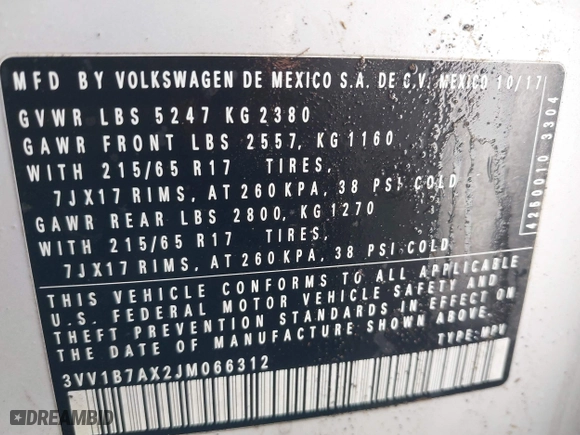 MFD BY VOLKSWAGEN DE MEXICO S.A. DE C.V. MEXICO 10/17
GVWR LBS 5247 KG 2380
GAWR FRONT LBS 2557, KG 1160
WITH 215/65 R17 TIRES,
7JX17 RIMS, AT 260 KPA, 38 PSI COLD
GAWR REAR LBS 2800, KG 1270
WITH 215/65 R17 TIRES,
7JX17 RIMS, AT 260 KPA, 38 PSI COLD
THIS VEHICLE CONFORMS TO ALL APPLICABLE
U.S. FEDERAL MOTOR VEHICLE SAFETY AND
THEFT PREVENTION STANDARDS IN EFFECT ON
THE DATE OF MANUFACTURE SHOWN ABOVE.
TYPE: MPV
3VV1B7AX2JM066312
4250010 3304
DREAMBID